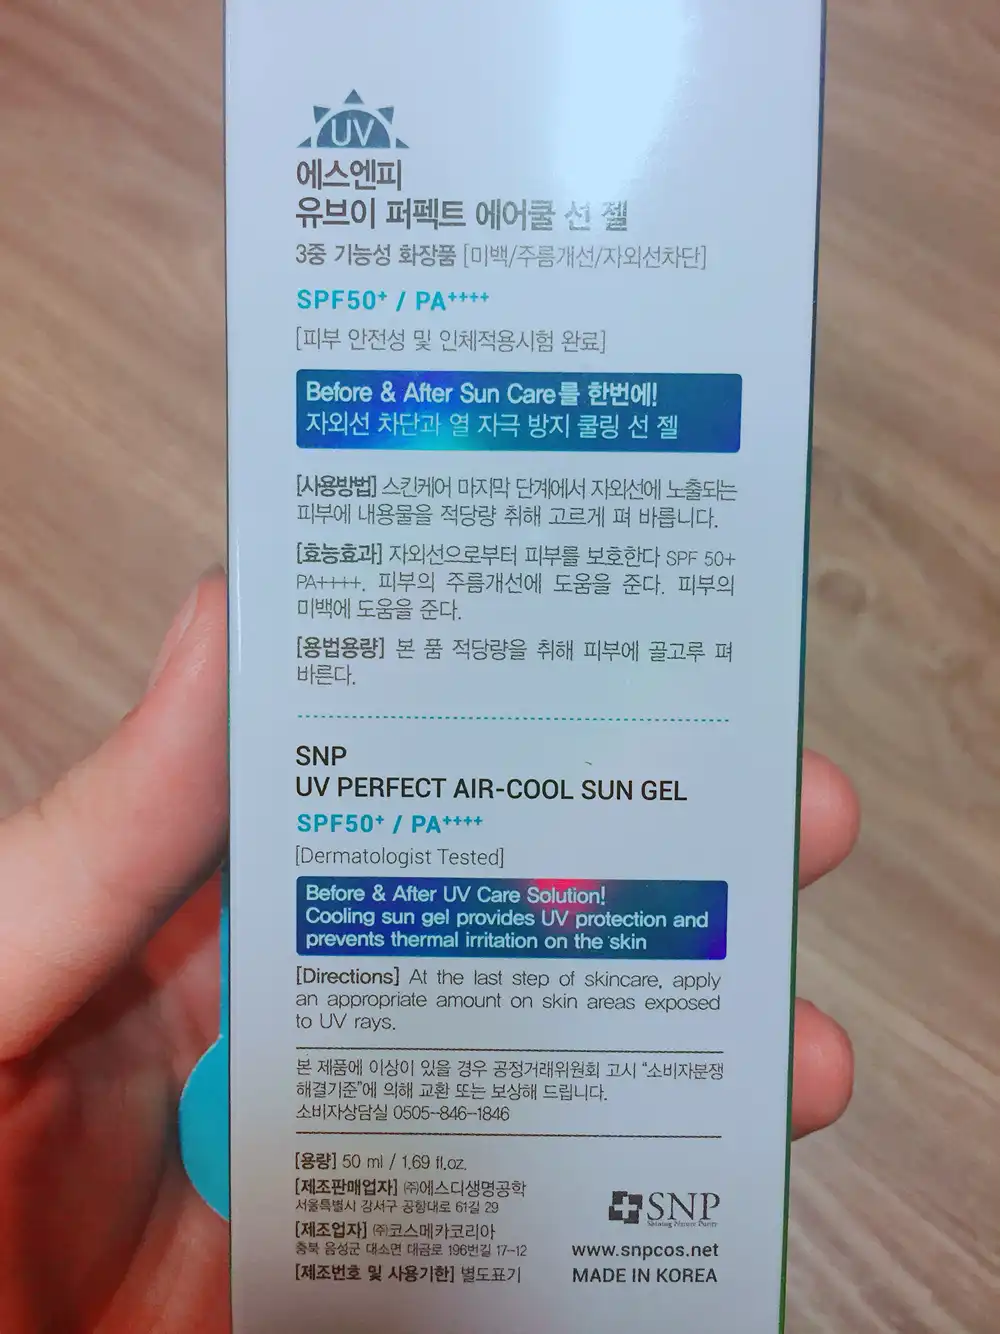 UV
에스엔피
유브이 퍼펙트 에어쿨 선 젤
3중 기능성 화장품 [미백/주름개선/자외선차단]
SPF50+ / PA++++
[피부 안전성 및 인체적용시험 완료]
Before & After Sun Care를 한번에!
자외선 차단과 열 자극 방지 쿨링 선 젤
[사용방법] 스킨케어 마지막 단계에서 자외선에 노출되는
피부에 내용물을 적당량 취해 고르게 펴 바릅니다.
[효능효과] 자외선으로부터 피부를 보호한다 SPF 50+
PA++++. 피부의 주름개선에 도움을 준다. 피부의
미백에 도움을 준다.
[용법용량] 본 품 적당량을 취해 피부에 골고루 펴
바른다.
SNP
UV PERFECT AIR-COOL SUN GEL
SPF50+ / PA++++
[Dermatologist Tested]
Before & After UV Care Solution!
Cooling sun gel provides UV protection and
prevents thermal irritation on the skin
[Directions] At the last step of skincare, apply
an appropriate amount on skin areas exposed
to UV rays.
본 제품에 이상이 있을 경우 공정거래위원회 고시 "소비자분쟁
해결기준"에 의해 교환 또는 보상해 드립니다.
소비자상담실 0505-846-1846
[용량] 50 ml / 1.69 fl.oz.
[제조판매업자] ㈜에스디생명공학
서울특별시 강서구 공항대로 61길 29
[제조업자] ㈜코스메카코리아
충북 음성군 대소면 대금로 196번길 17-12
[제조번호 및 사용기한] 별도표기
SNP
Shining Nature Purity
www.snpcos.net
MADE IN KOREA